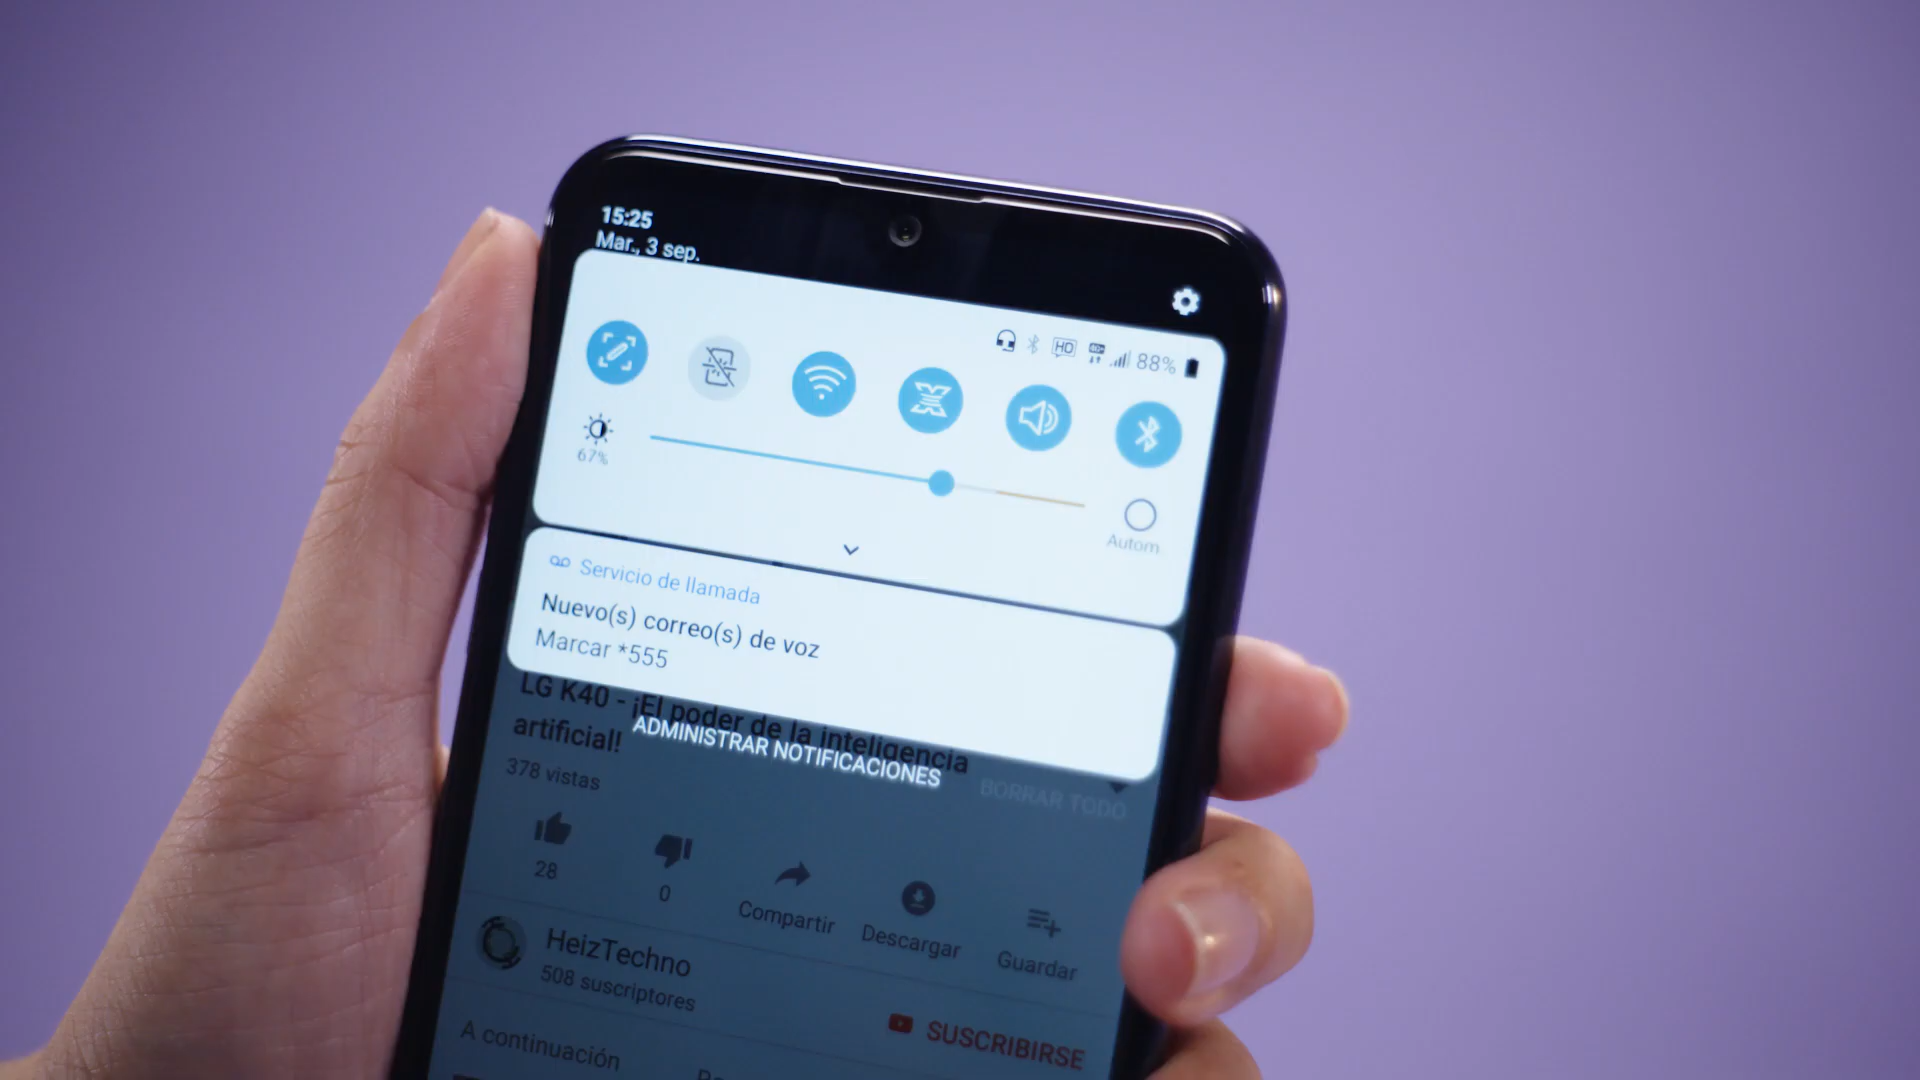 15:25
Mar., 3 sep.
HD
88%
67%
Autom.
Servicio de llamada
Nuevo(s) correo(s) de voz
Marcar *555
LG K40 - ¡El poder de la inteligencia
artificial!
ADMINISTRAR NOTIFICACIONES
BORRAR TODO
378 vistas
28
0
Compartir
Descargar
Guardar
HeizTechno
508 suscriptores
SUSCRIBIRSE
A continuación